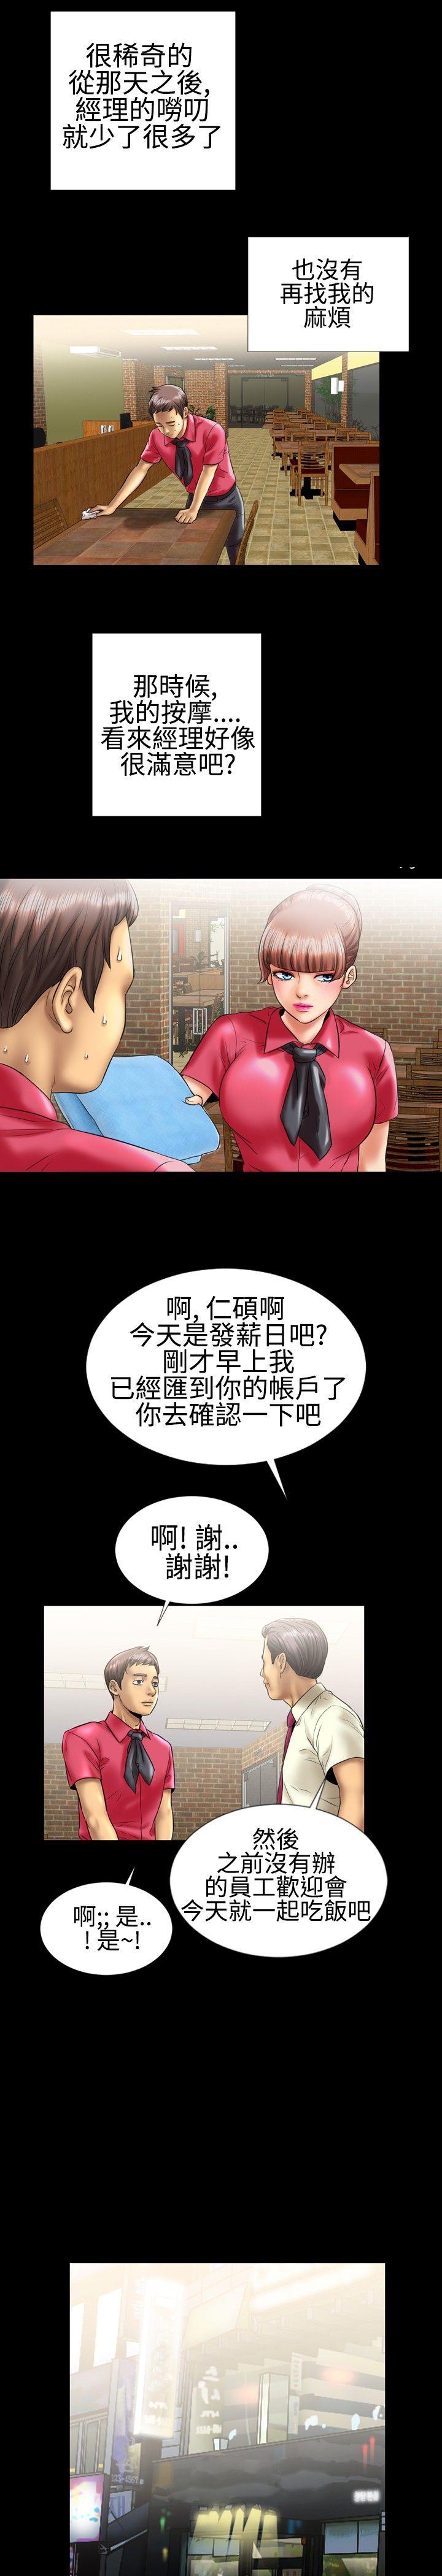 很稀奇的
從那天之後,
經理的嘮叨
就少了很多了
也沒有
再找我的
麻煩
那時候,
我的按摩....
看來經理好像
很滿意吧?
啊, 仁碩啊
今天是發薪日吧?
剛才早上我
已經匯到你的帳戶了
你去確認一下吧
啊! 謝..
謝謝!
然後
之前沒有辦
的員工歡迎會
今天就一起吃飯吧
啊;; 是..
! 是~!